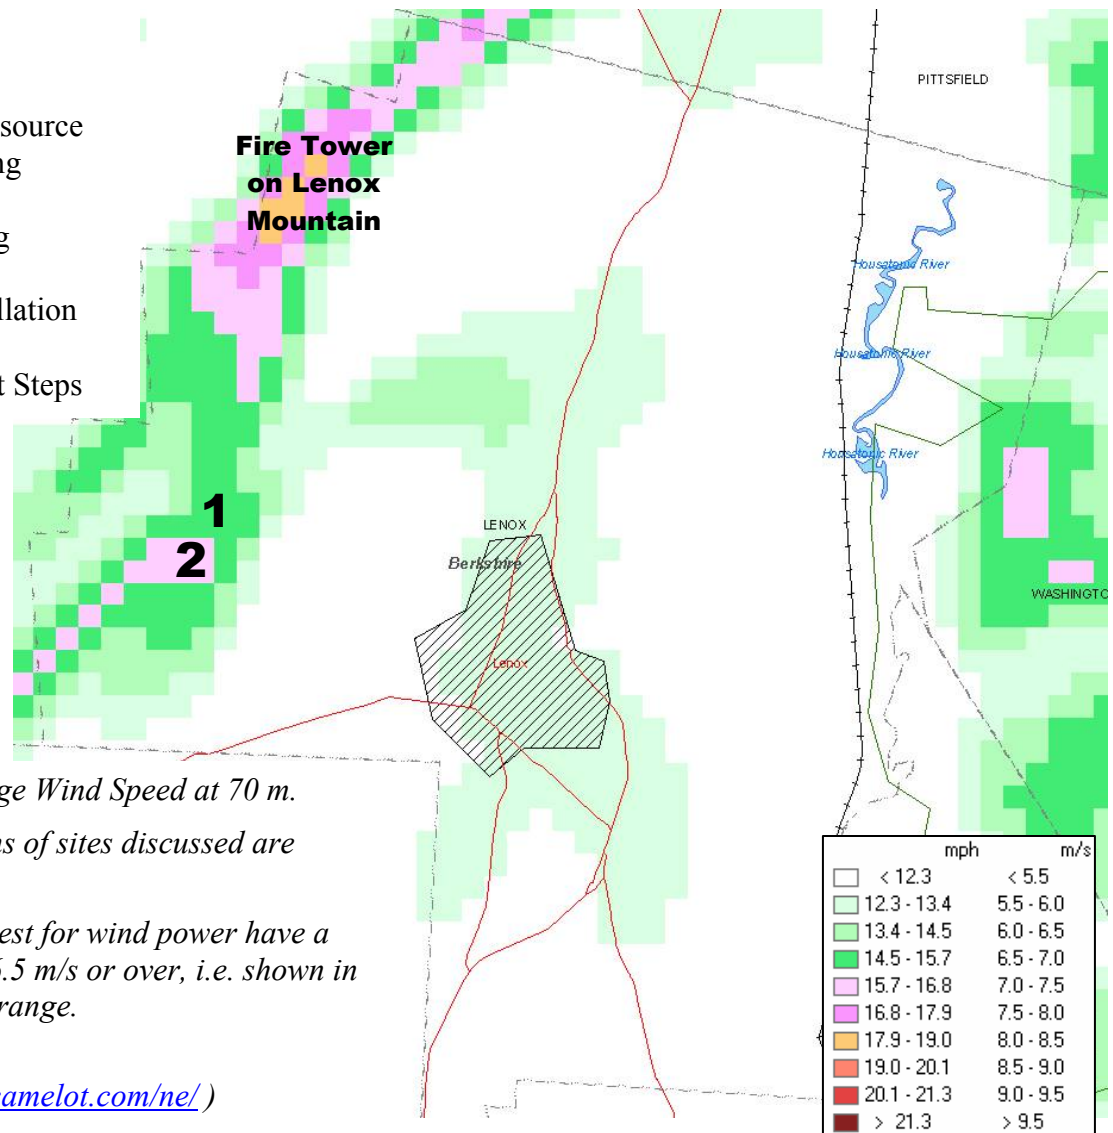 source
ng
g
llation
t Steps
Fire Tower
on Lenox
Mountain
PITTSFIELD
Housatonic River
Housatonic River
Housatonic River
1
2
LENOX
Berkshire
Lenox
WASHINGTO
ge Wind Speed at 70 m.
ns of sites discussed are
est for wind power have a
6.5 m/s or over, i.e. shown in
range.
camelot.com/ne/ )
mph m/s
< 12.3 < 5.5
12.3 - 13.4 5.5 - 6.0
13.4 - 14.5 6.0 - 6.5
14.5 - 15.7 6.5 - 7.0
15.7 - 16.8 7.0 - 7.5
16.8 - 17.9 7.5 - 8.0
17.9 - 19.0 8.0 - 8.5
19.0 - 20.1 8.5 - 9.0
20.1 - 21.3 9.0 - 9.5
> 21.3 > 9.5